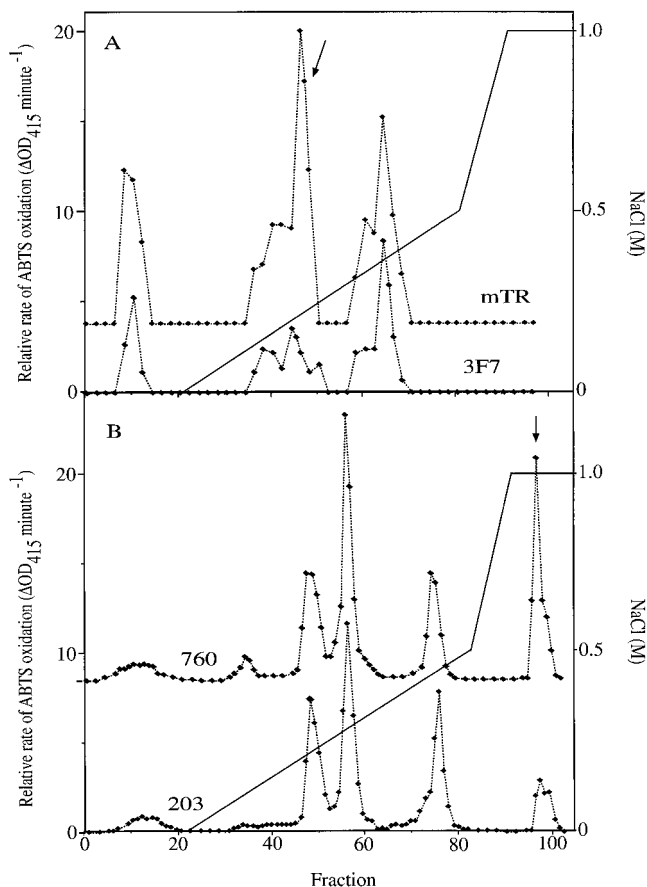 A
20
10
0
Relative rate of ABTS oxidation (ΔOD415 minute -1)
1.0
0.5
0
NaCl (M)
mTR
3F7
B
20
10
0
Relative rate of ABTS oxidation (ΔOD415 minute -1)
1.0
0.5
0
NaCl (M)
760
203
0 20 40 60 80 100
Fraction